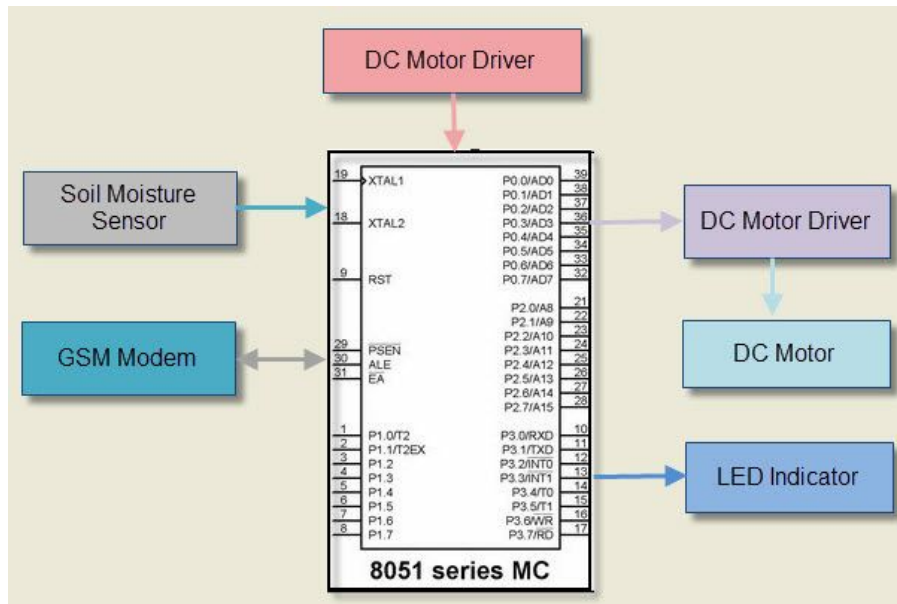 DC Motor Driver
Soil Moisture
Sensor
GSM Modem
19
XTAL1
18
XTAL2
9
RST
29
PSEN
30
ALE
31
EA
1
P1.0/T2
2
P1.1/T2EX
3
P1.2
4
P1.3
5
P1.4
6
P1.5
7
P1.6
8
P1.7
P0.0/AD0
39
P0.1/AD1
38
P0.2/AD2
37
P0.3/AD3
36
P0.4/AD4
35
P0.5/AD5
34
P0.6/AD6
33
P0.7/AD7
32
P2.0/A8
21
P2.1/A9
22
P2.2/A10
23
P2.3/A11
24
P2.4/A12
25
P2.5/A13
26
P2.6/A14
27
P2.7/A15
28
P3.0/RXD
10
P3.1/TXD
11
P3.2/INT0
12
P3.3/INT1
13
P3.4/T0
14
P3.5/T1
15
P3.6/WR
16
P3.7/RD
17
8051 series MC
DC Motor Driver
DC Motor
LED Indicator